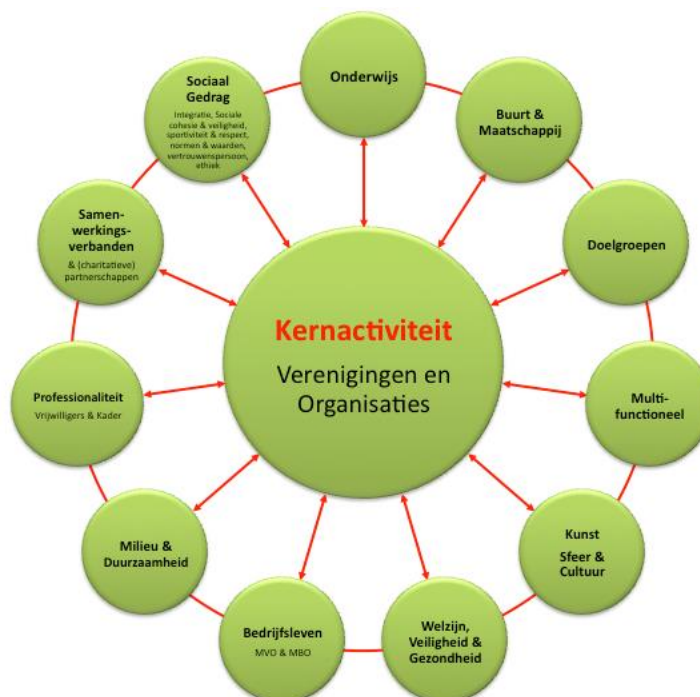 Kernactiviteit
Verenigingen en
Organisaties
Onderwijs
Buurt &
Maatschappij
Doelgroepen
Multi-
functioneel
Kunst
Sfeer &
Cultuur
Welzijn,
Veiligheid &
Gezondheid
Bedrijfsleven
MVO & MBO
Milieu &
Duurzaamheid
Professionaliteit
Vrijwilligers & Kader
Samen-
werkings-
verbanden
& (charitatieve)
partnerschappen
Sociaal
Gedrag
Integratie, Sociale
cohesie & veiligheid,
sportiviteit & respect,
normen & waarden,
vertrouwenspersoon,
ethiek